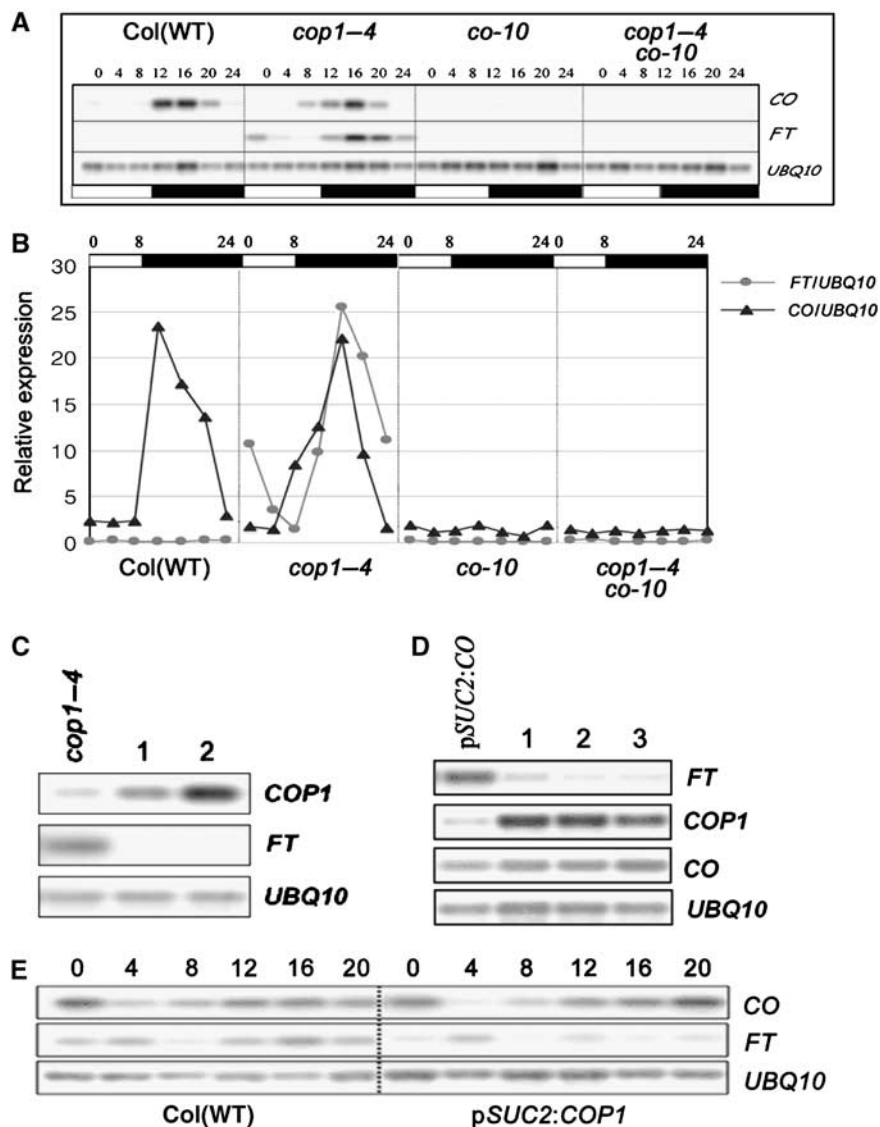 A
Col(WT) cop1–4 co-10 cop1–4 co-10
0 4 8 12 16 20 24 0 4 8 12 16 20 24 0 4 8 12 16 20 24 0 4 8 12 16 20 24
CO
FT
UBQ10
B
0 8 24 0 8 24 0 8 24 0 8 24
30
25
20
15
10
5
0
Relative expression
FT/UBQ10
CO/UBQ10
Col(WT) cop1–4 co-10 cop1–4 co-10
C
cop1–4 1 2
COP1
FT
UBQ10
D
pSUC2:CO 1 2 3
FT
COP1
CO
UBQ10
E
0 4 8 12 16 20 0 4 8 12 16 20
CO
FT
UBQ10
Col(WT) pSUC2:COP1